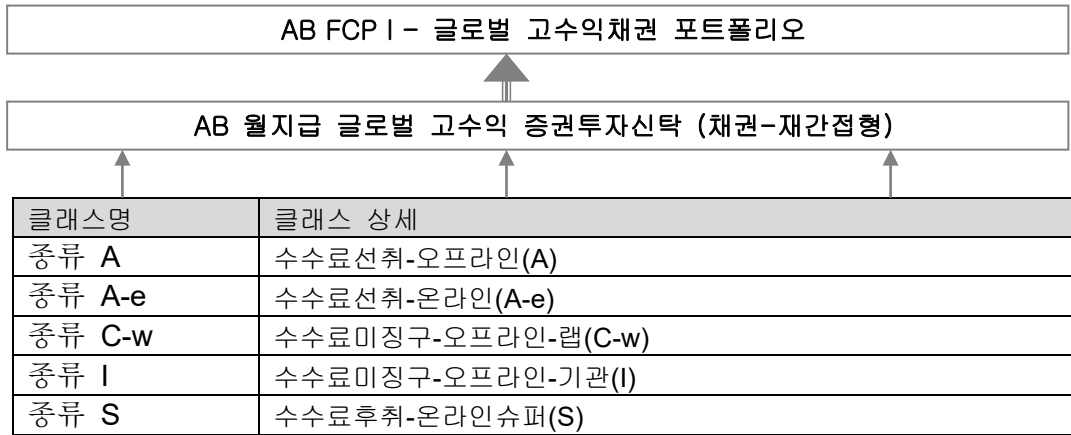 AB FCP I - 글로벌 고수익채권 포트폴리오
AB 월지급 글로벌 고수익 증권투자신탁 (채권-재간접형)
클래스명 클래스 상세
종류 A 수수료선취-오프라인(A)
종류 A-e 수수료선취-온라인(A-e)
종류 C-w 수수료미징구-오프라인-랩(C-w)
종류 I 수수료미징구-오프라인-기관(I)
종류 S 수수료후취-온라인슈퍼(S)